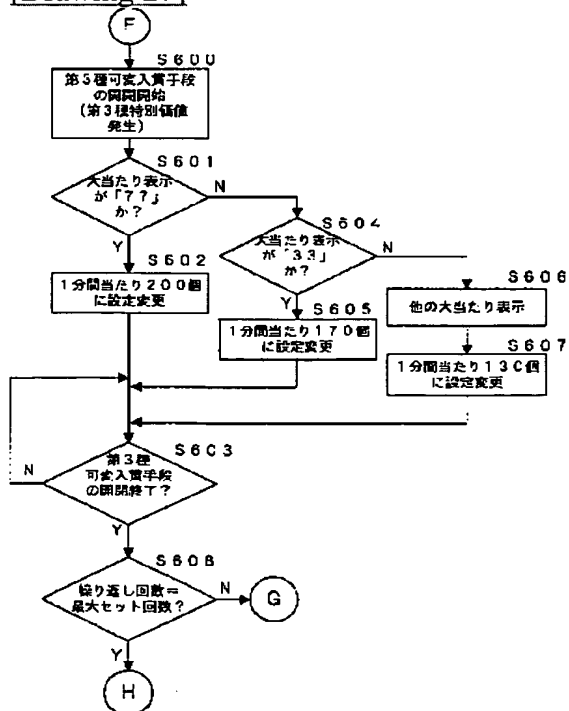 F
S600
第3種可変入賞手段
の開閉開始
(第3種特別価値
発生)
S601
大当たり表示
が「77」
か?
N
Y
S602
1分間当たり200個
に設定変更
S604
大当たり表示
が「33」
か?
N
Y
S605
1分間当たり170個
に設定変更
S606
他の大当たり表示
S607
1分間当たり130個
に設定変更
S603
第3種
可変入賞手段
の開閉終了?
N
Y
S608
繰り返し回数=
最大セット回数?
N
G
Y
H